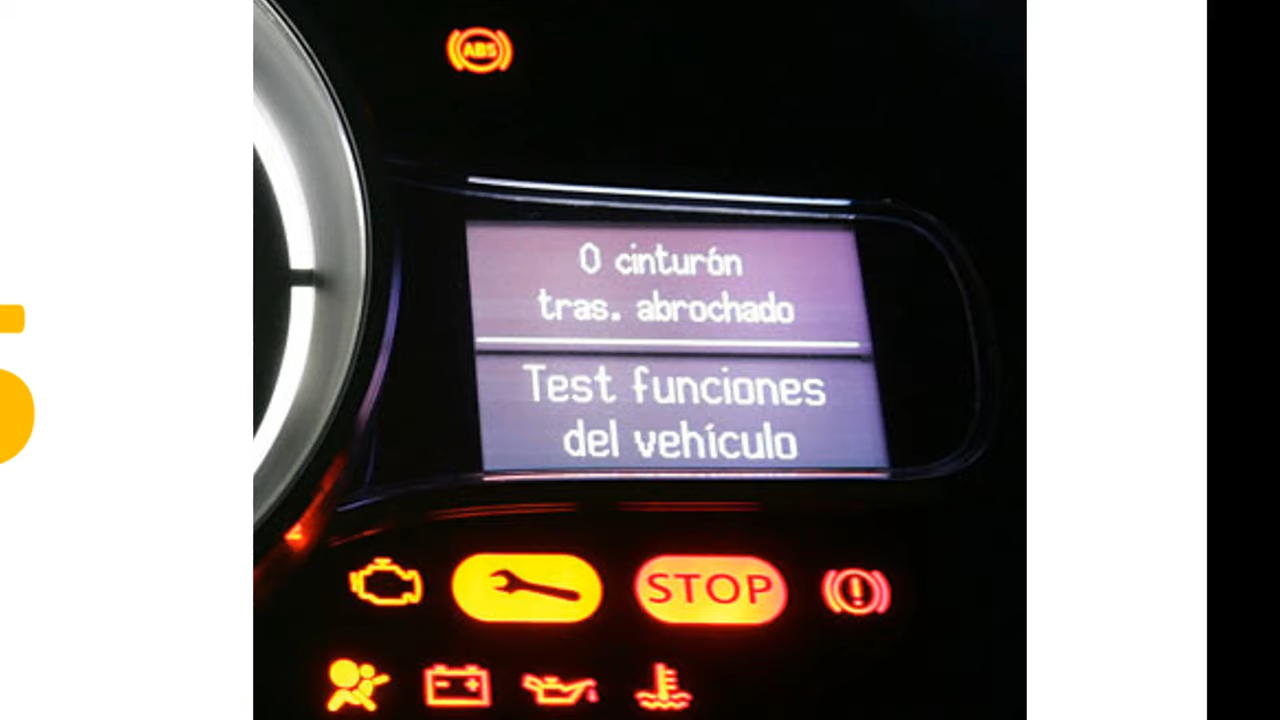 ABS
0 cinturón
tras. abrochado
Test funciones
del vehículo
STOP